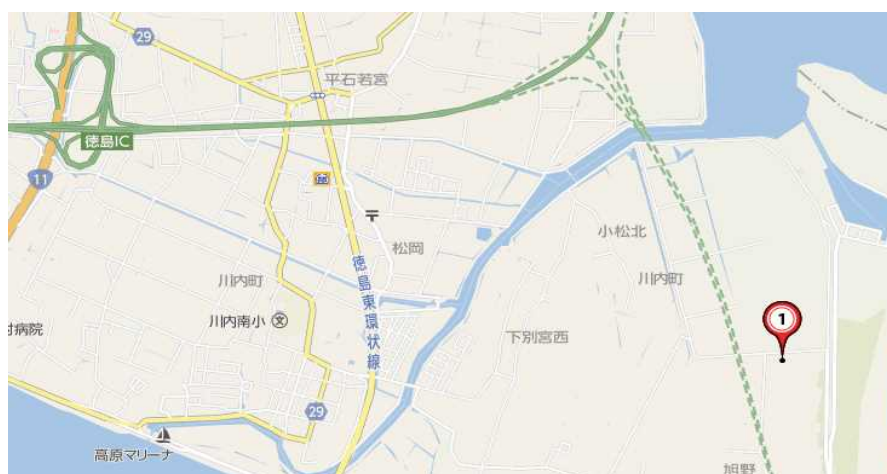 29
平石若宮
徳島IC
11
〒
松岡
小松北
川内町
川内町
徳島東環状線
1
川内南小
文
村病院
下別宮西
29
高原マリーナ
旭野